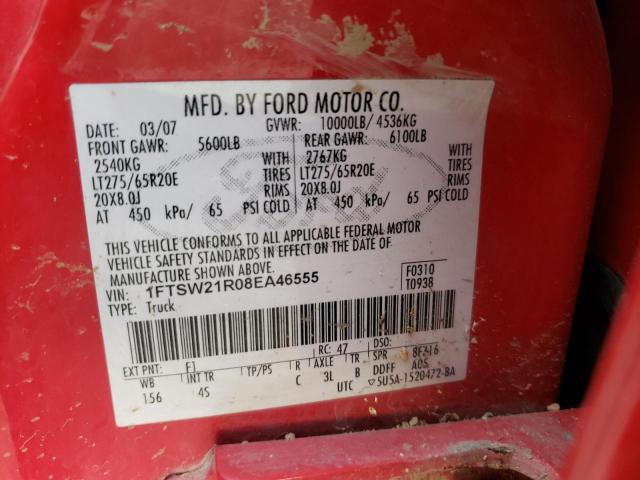 MFD. BY FORD MOTOR CO.
DATE: 03/07 GVWR: 10000LB/ 4536KG
FRONT GAWR: 5600LB REAR GAWR: 6100LB
2540KG WITH 2767KG WITH
LT275/65R20E TIRES LT275/65R20E TIRES
20X8.0J RIMS 20X8.0J RIMS
AT 450 kPa/ 65 PSI COLD AT 450 kPa/ 65 PSI COLD
THIS VEHICLE CONFORMS TO ALL APPLICABLE FEDERAL MOTOR
VEHICLE SAFETY STANDARDS IN EFFECT ON THE DATE OF
MANUFACTURE SHOWN ABOVE.
VIN: 1FTSW21R08EA46555 F0310
TYPE: Truck T0938
EXT PNT: F1 RC: 47 DSO:
WB INT TR TP/PS R AXLE TR SPR 8F216
156 4S C 3L B DDFF A05
UTC 5U5A-1520472-BA